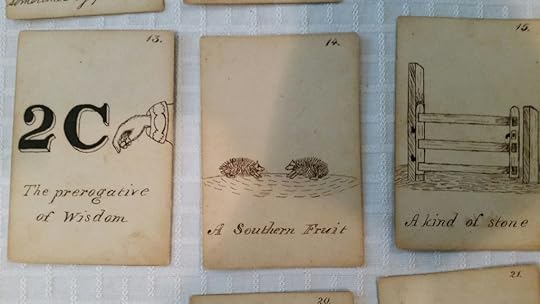 13.
2C
The prerogative
of Wisdom
14.
A Southern Fruit
15.
A kind of stone
20.
21.